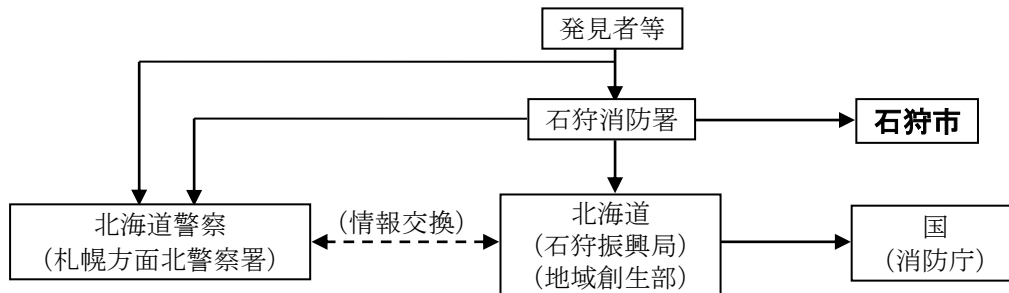 発見者等
石狩消防署
石狩市
北海道警察
（札幌方面北警察署）
（情報交換）
北海道
（石狩振興局）
（地域創生部）
国
（消防庁）